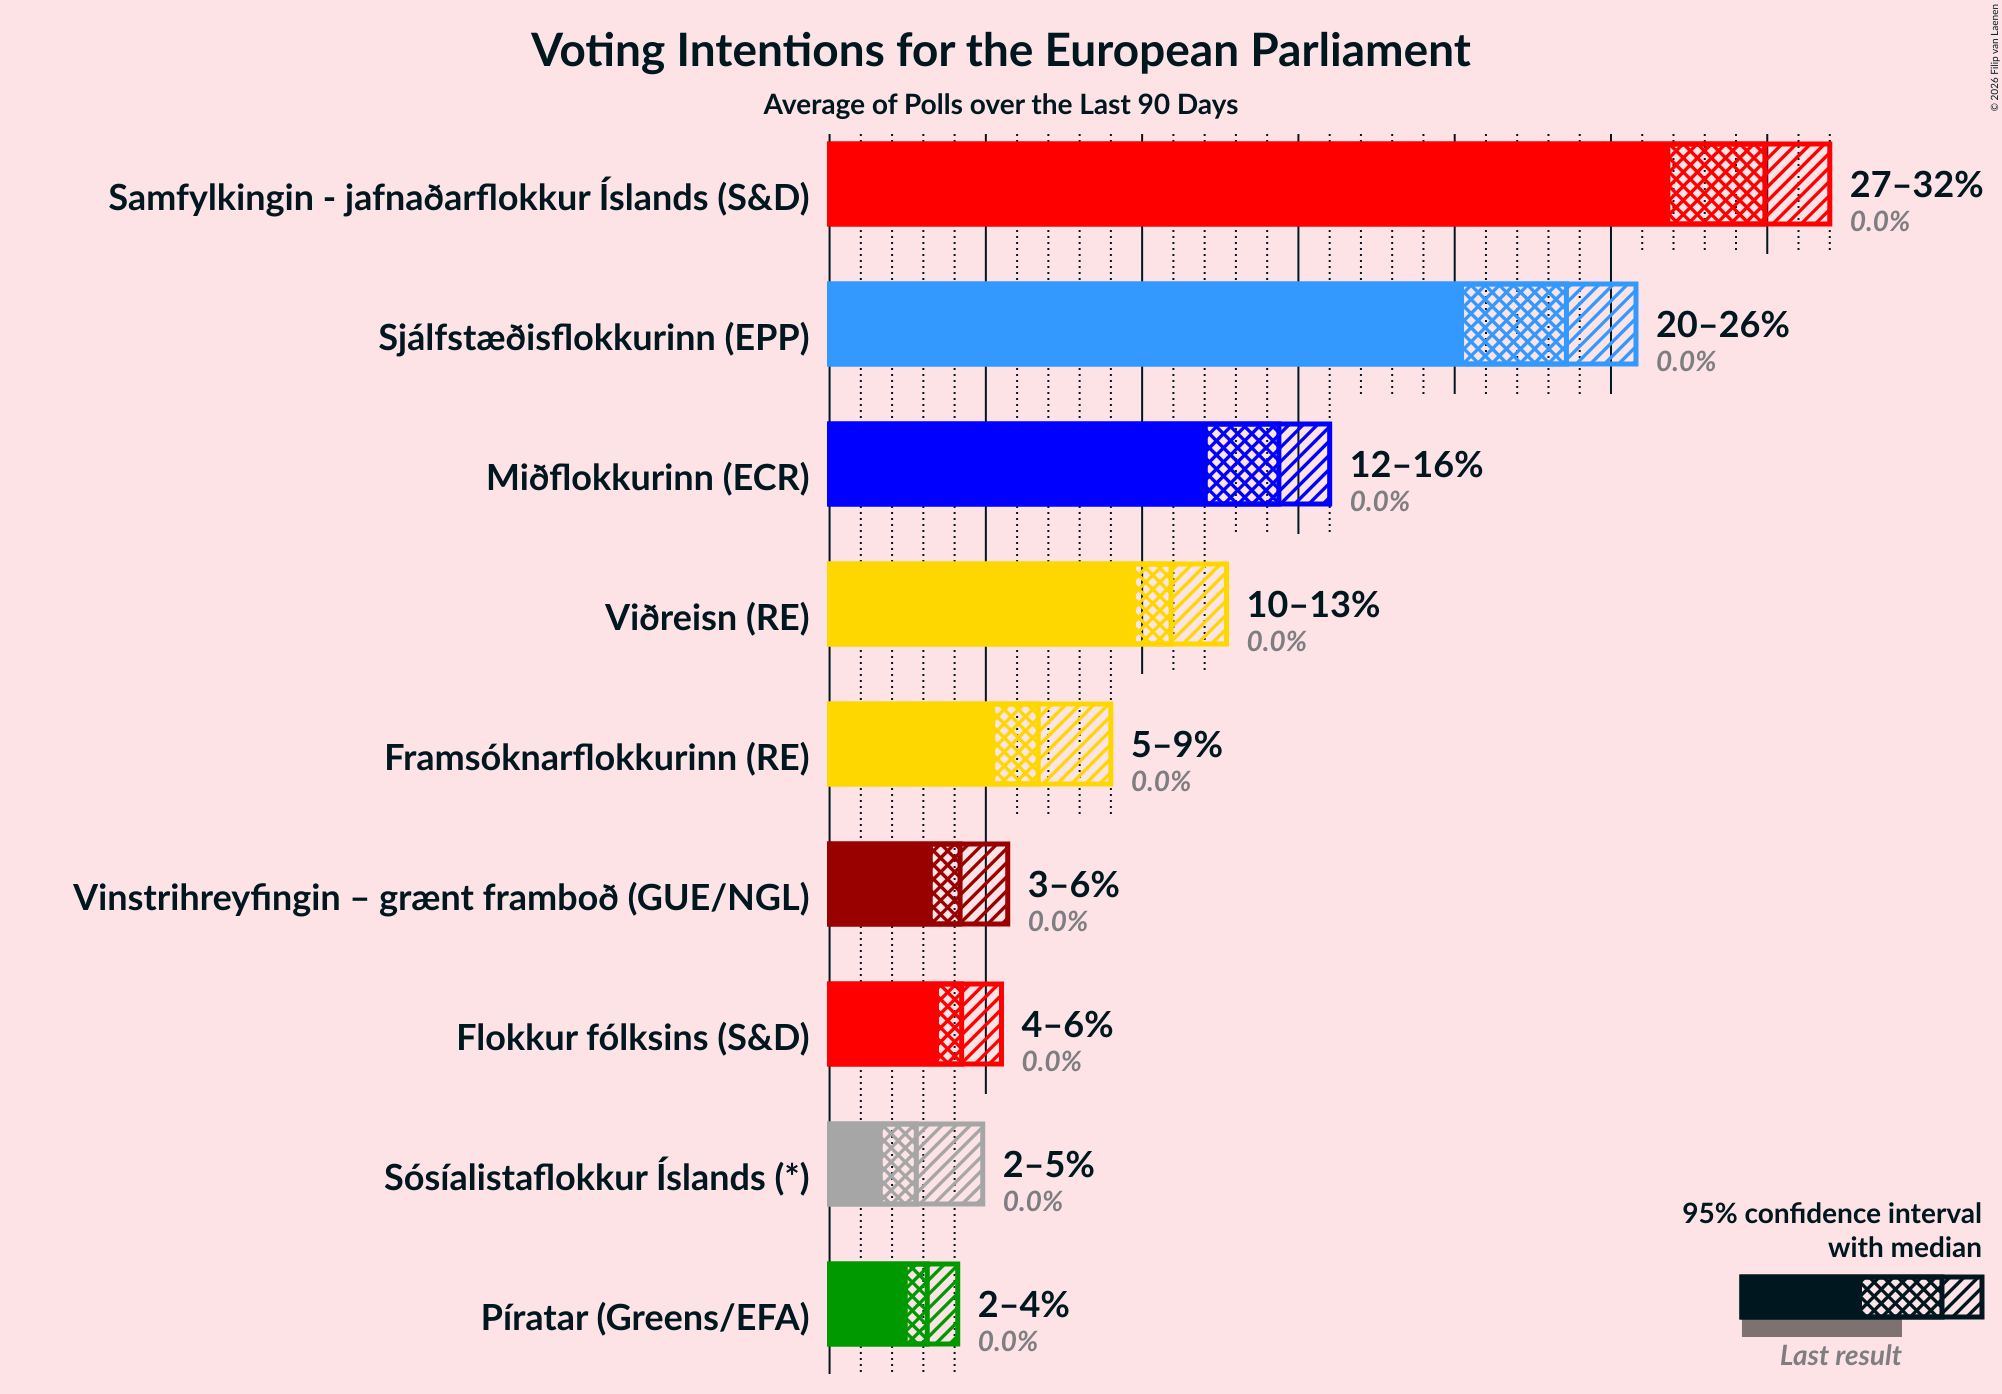 Voting Intentions for the European Parliament
Average of Polls over the Last 90 Days
© 2026 Filip van Laenen
Samfylkingin - jafnaðarflokkur Íslands (S&D)
27–32%
0.0%
Sjálfstæðisflokkurinn (EPP)
20–26%
0.0%
Miðflokkurinn (ECR)
12–16%
0.0%
Viðreisn (RE)
10–13%
0.0%
Framsóknarflokkurinn (RE)
5–9%
0.0%
Vinstrihreyfingin – grænt framboð (GUE/NGL)
3–6%
0.0%
Flokkur fólksins (S&D)
4–6%
0.0%
Sósíalistaflokkur Íslands (*)
2–5%
0.0%
Píratar (Greens/EFA)
2–4%
0.0%
95% confidence interval
with median
Last result